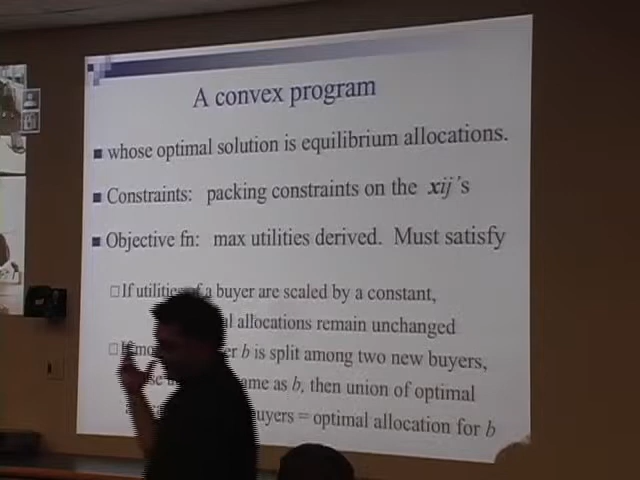 A convex program
whose optimal solution is equilibrium allocations.
Constraints: packing constraints on the xij's
Objective fn: max utilities derived. Must satisfy
If utilities of a buyer are scaled by a constant,
allocations remain unchanged
b is split among two new buyers,
as b, then union of optimal
buyers = optimal allocation for b